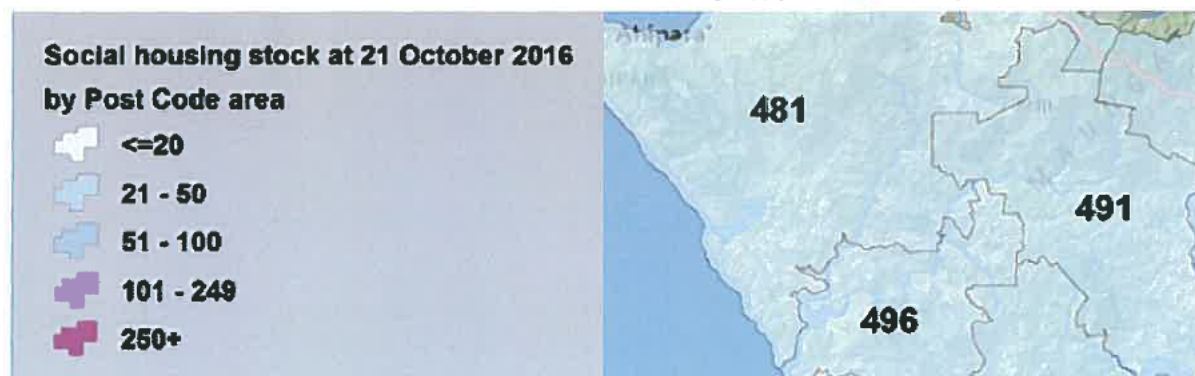 Social housing stock at 21 October 2016
by Post Code area
<=20
21 - 50
51 - 100
101 - 249
250+
Ahipara
481
491
496